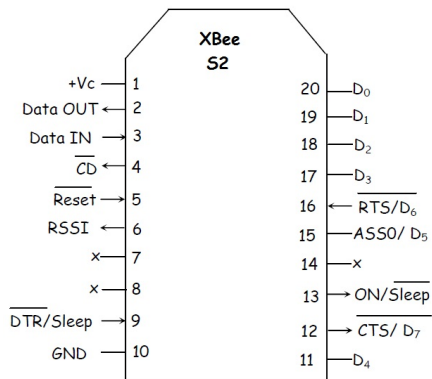 XBee
S2
+Vc 1
Data OUT 2
Data IN 3
CD 4
Reset 5
RSSI 6
x 7
x 8
DTR/Sleep 9
GND 10
20 D₀
19 D₁
18 D₂
17 D₃
16 RTS/D₆
15 ASS0/ D₅
14 x
13 ON/Sleep
12 CTS/ D₇
11 D₄